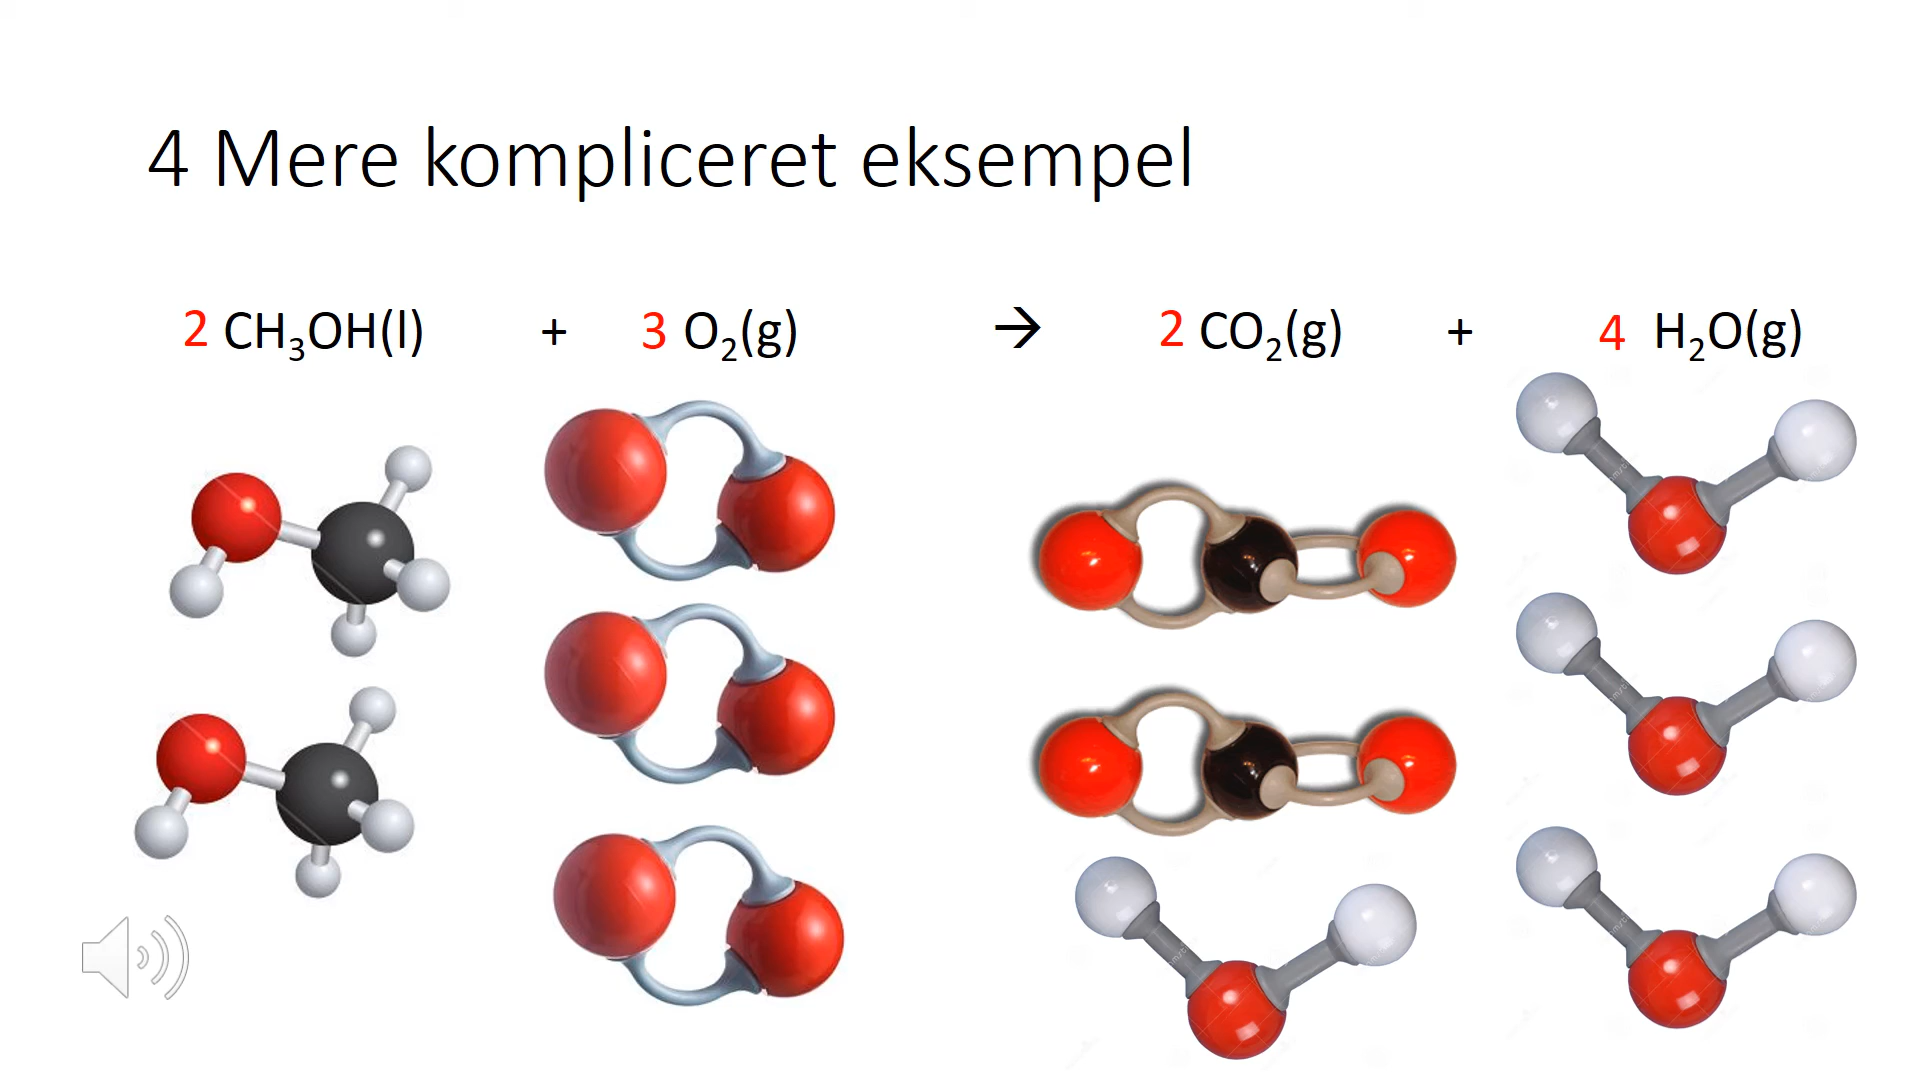 4 Mere kompliceret eksempel
2 CH₃OH(l) + 3 O₂(g) → 2 CO₂(g) + 4 H₂O(g)